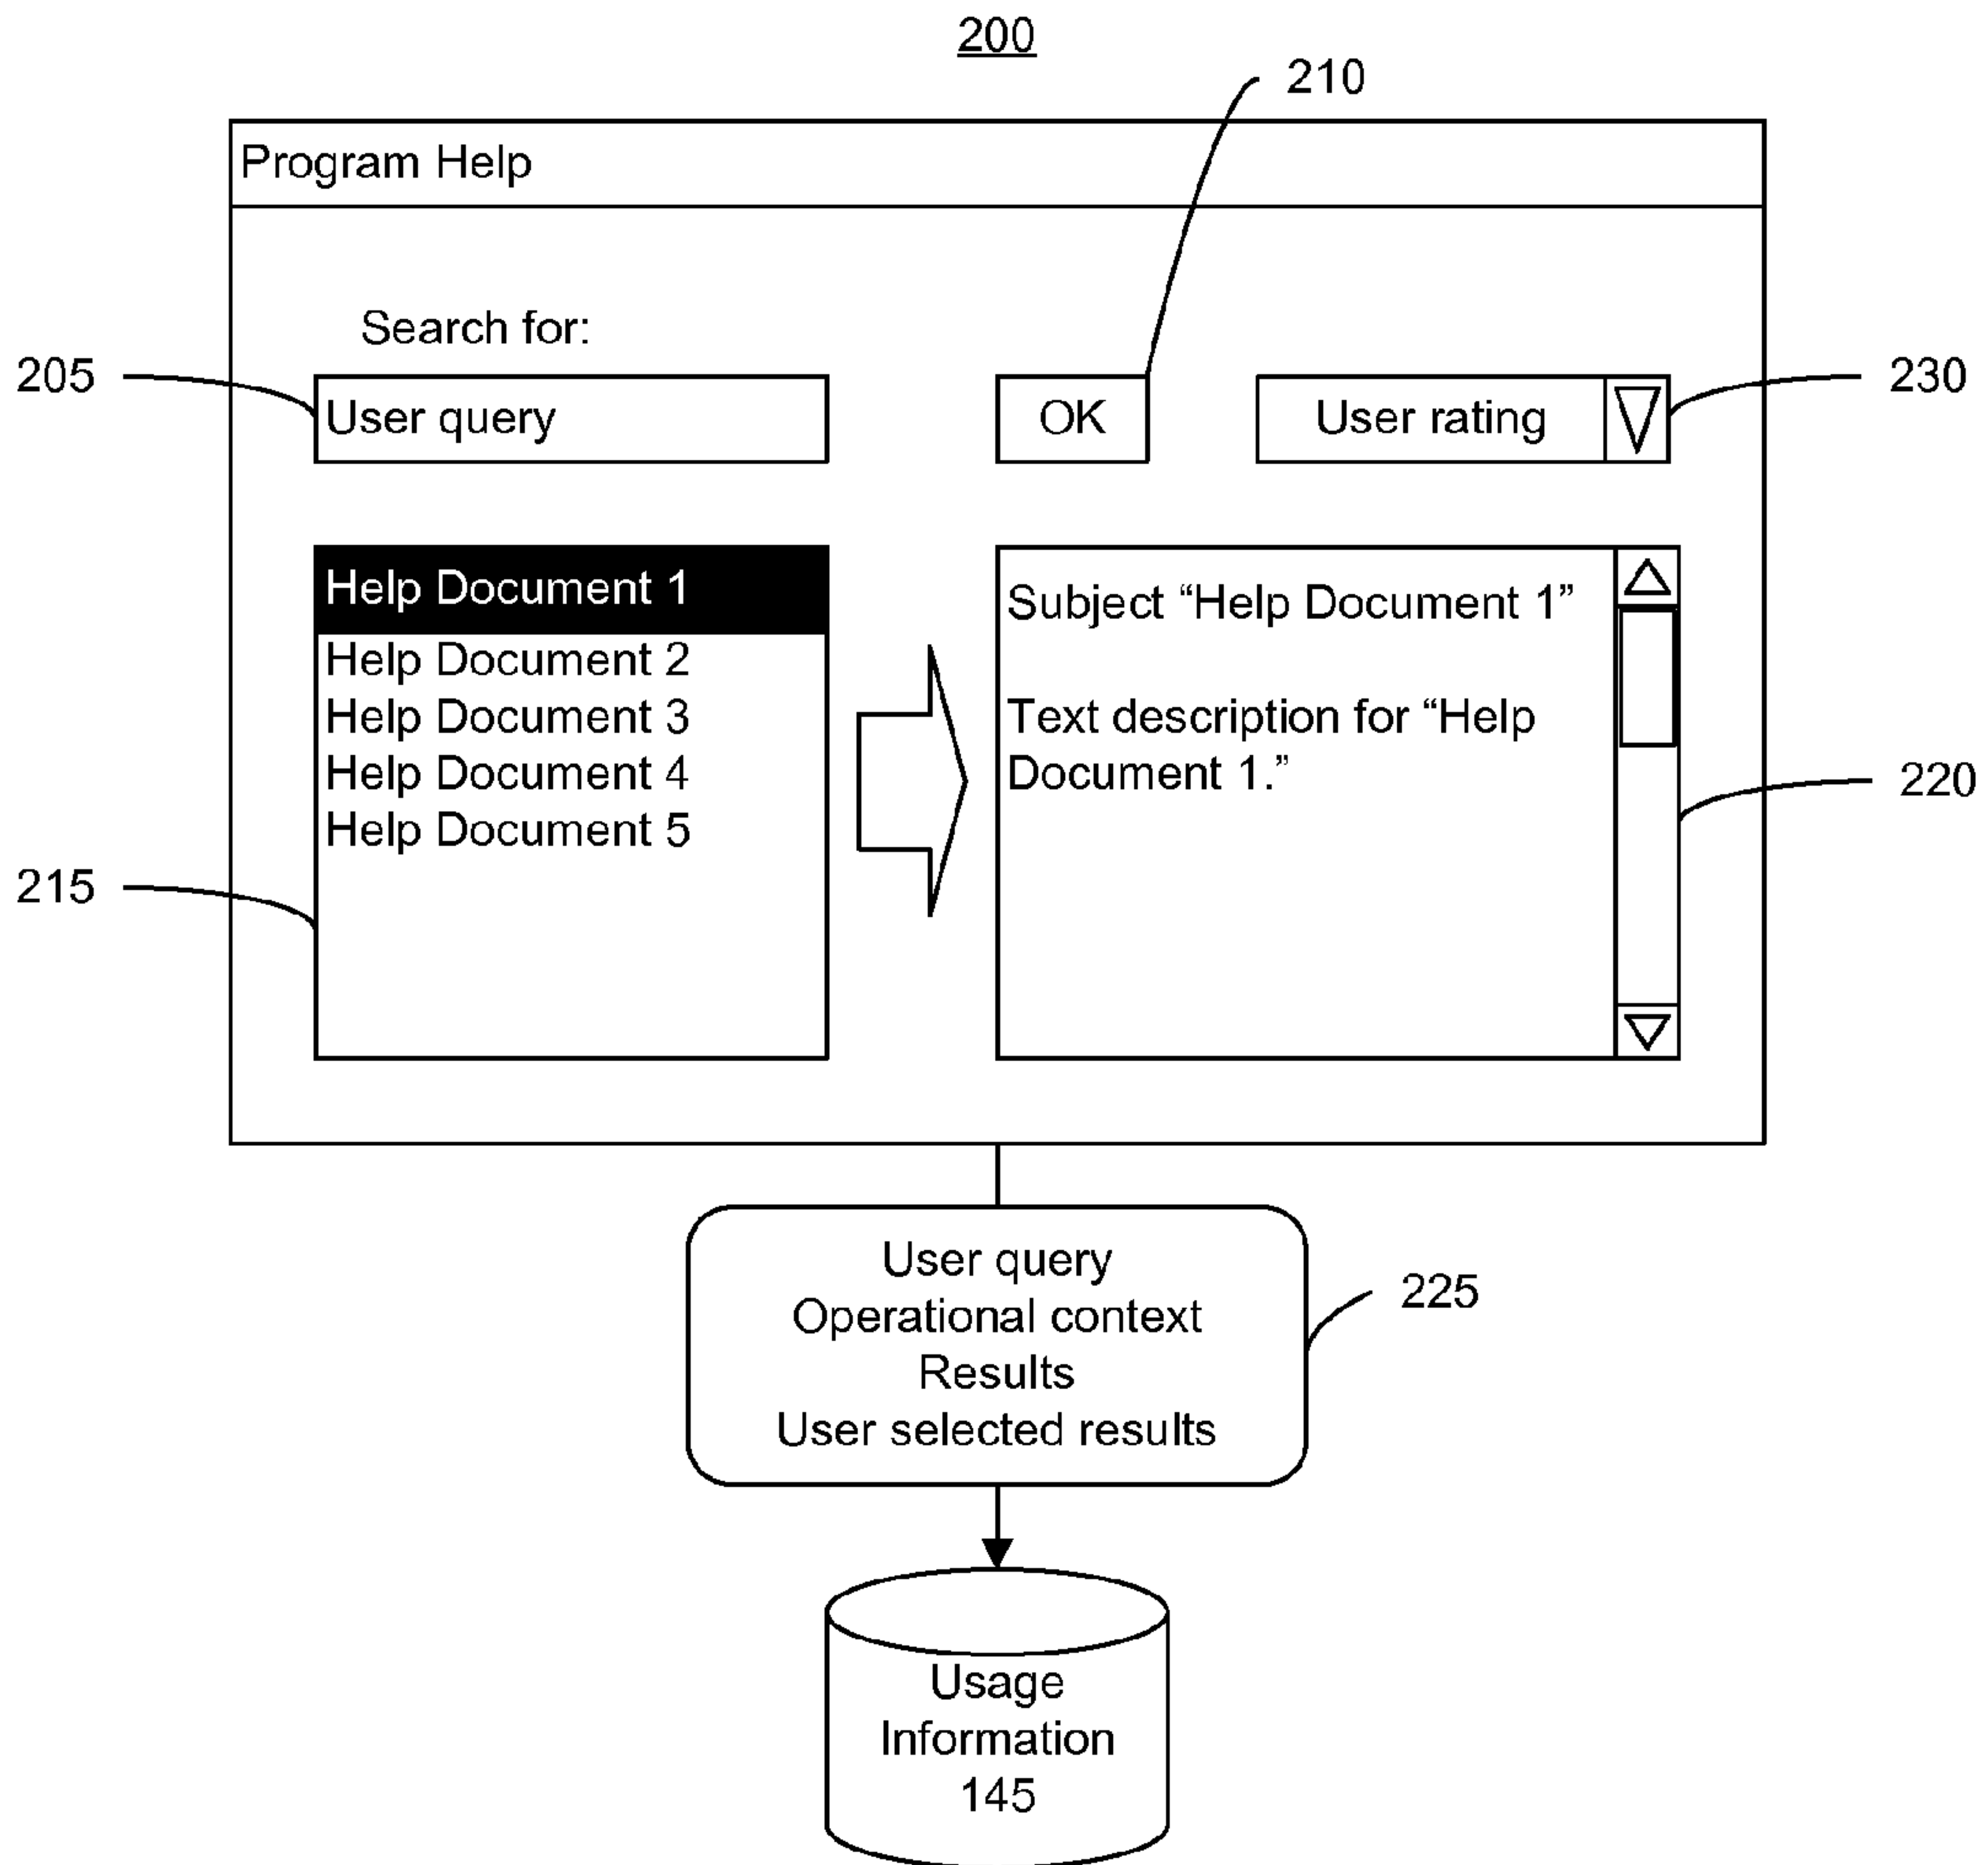 200
210
Program Help
Search for:
205
User query
OK
User rating
230
Help Document 1
Help Document 2
Help Document 3
Help Document 4
Help Document 5
Subject “Help Document 1”
Text description for “Help
Document 1.”
220
215
User query
Operational context
Results
User selected results
225
Usage
Information
145